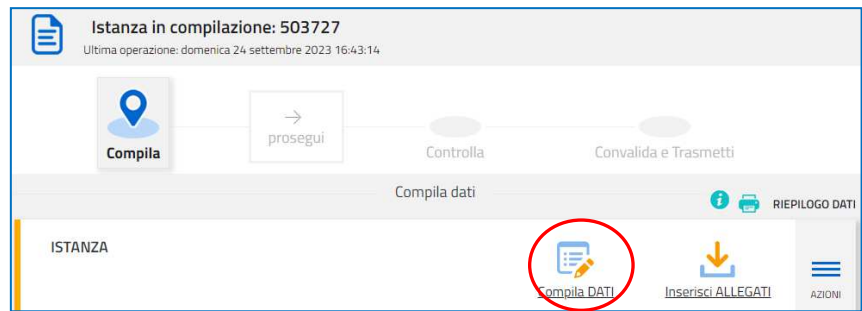 Istanza in compilazione: 503727
Ultima operazione: domenica 24 settembre 2023 16:43:14
Compila
→ prosegui
Controlla
Convalida e Trasmetti
Compila dati
i
RIEPILOGO DATI
ISTANZA
Compila DATI
Inserisci ALLEGATI
AZIONI